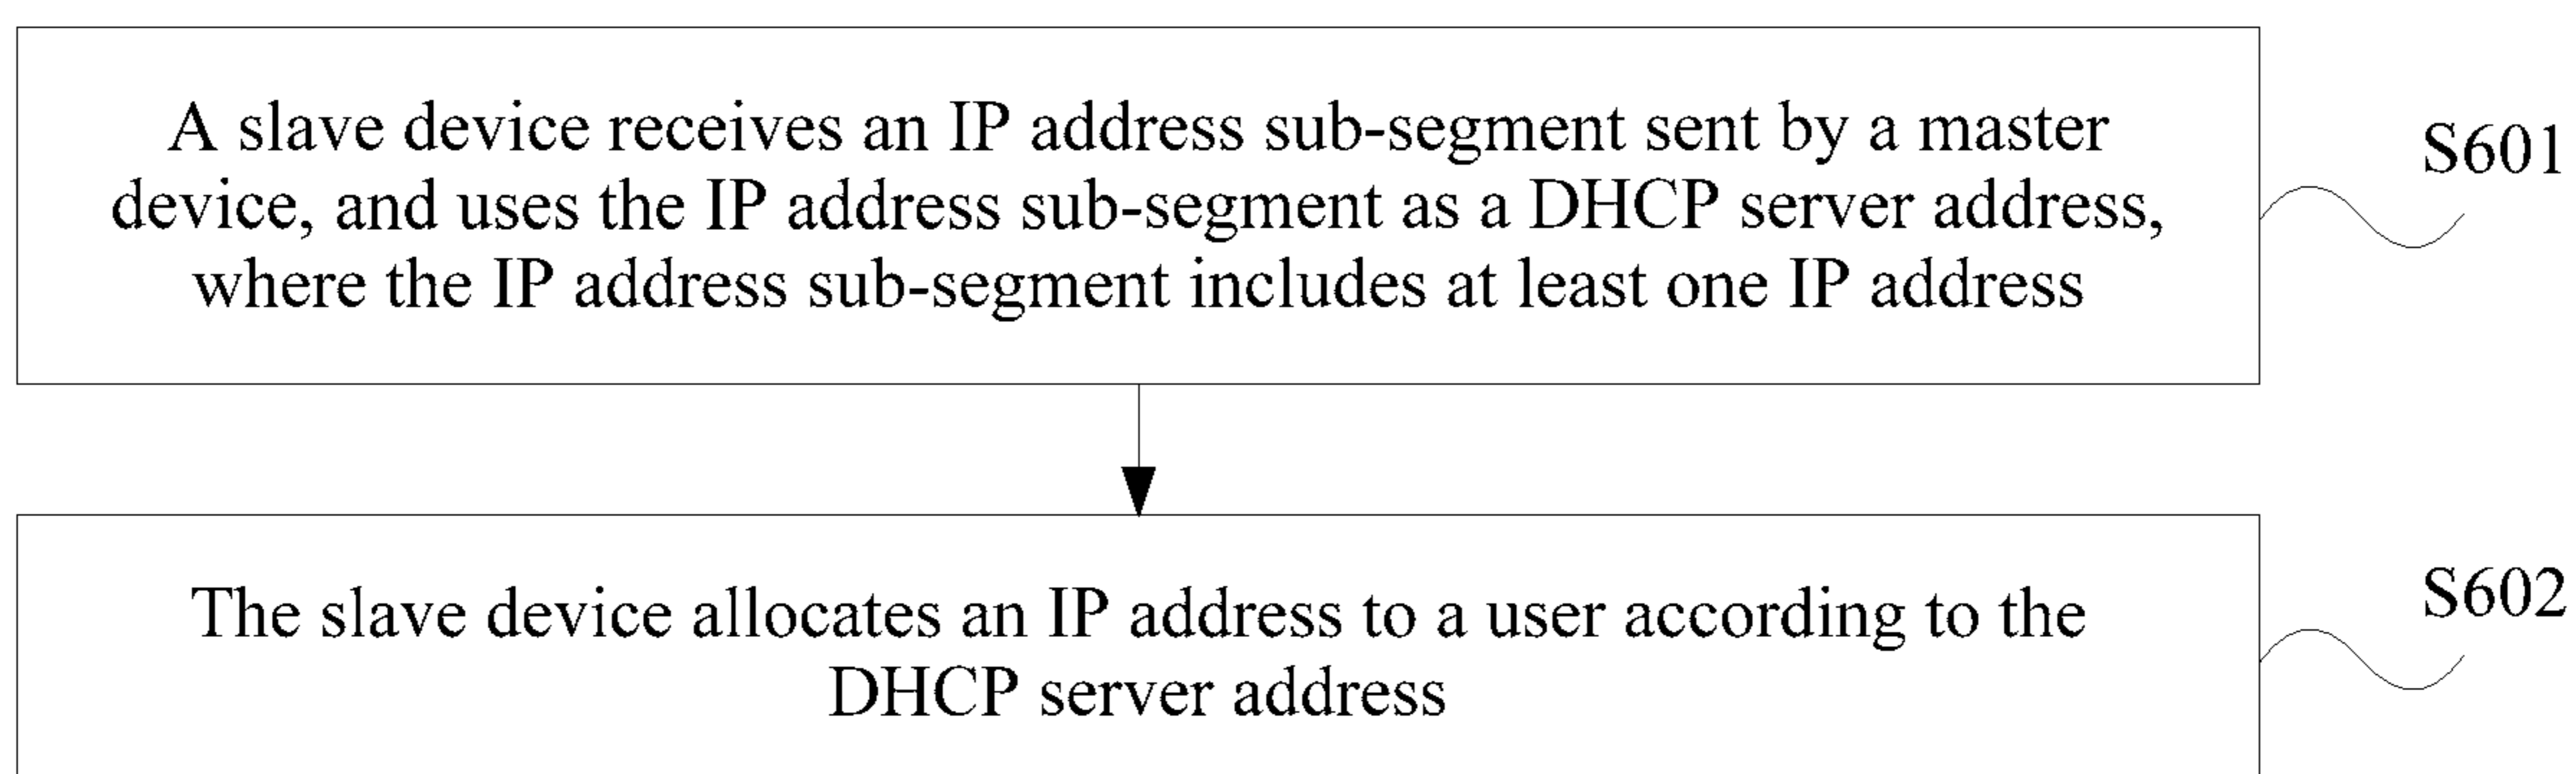 A slave device receives an IP address sub-segment sent by a master
device, and uses the IP address sub-segment as a DHCP server address,
where the IP address sub-segment includes at least one IP address
S601
The slave device allocates an IP address to a user according to the
DHCP server address
S602